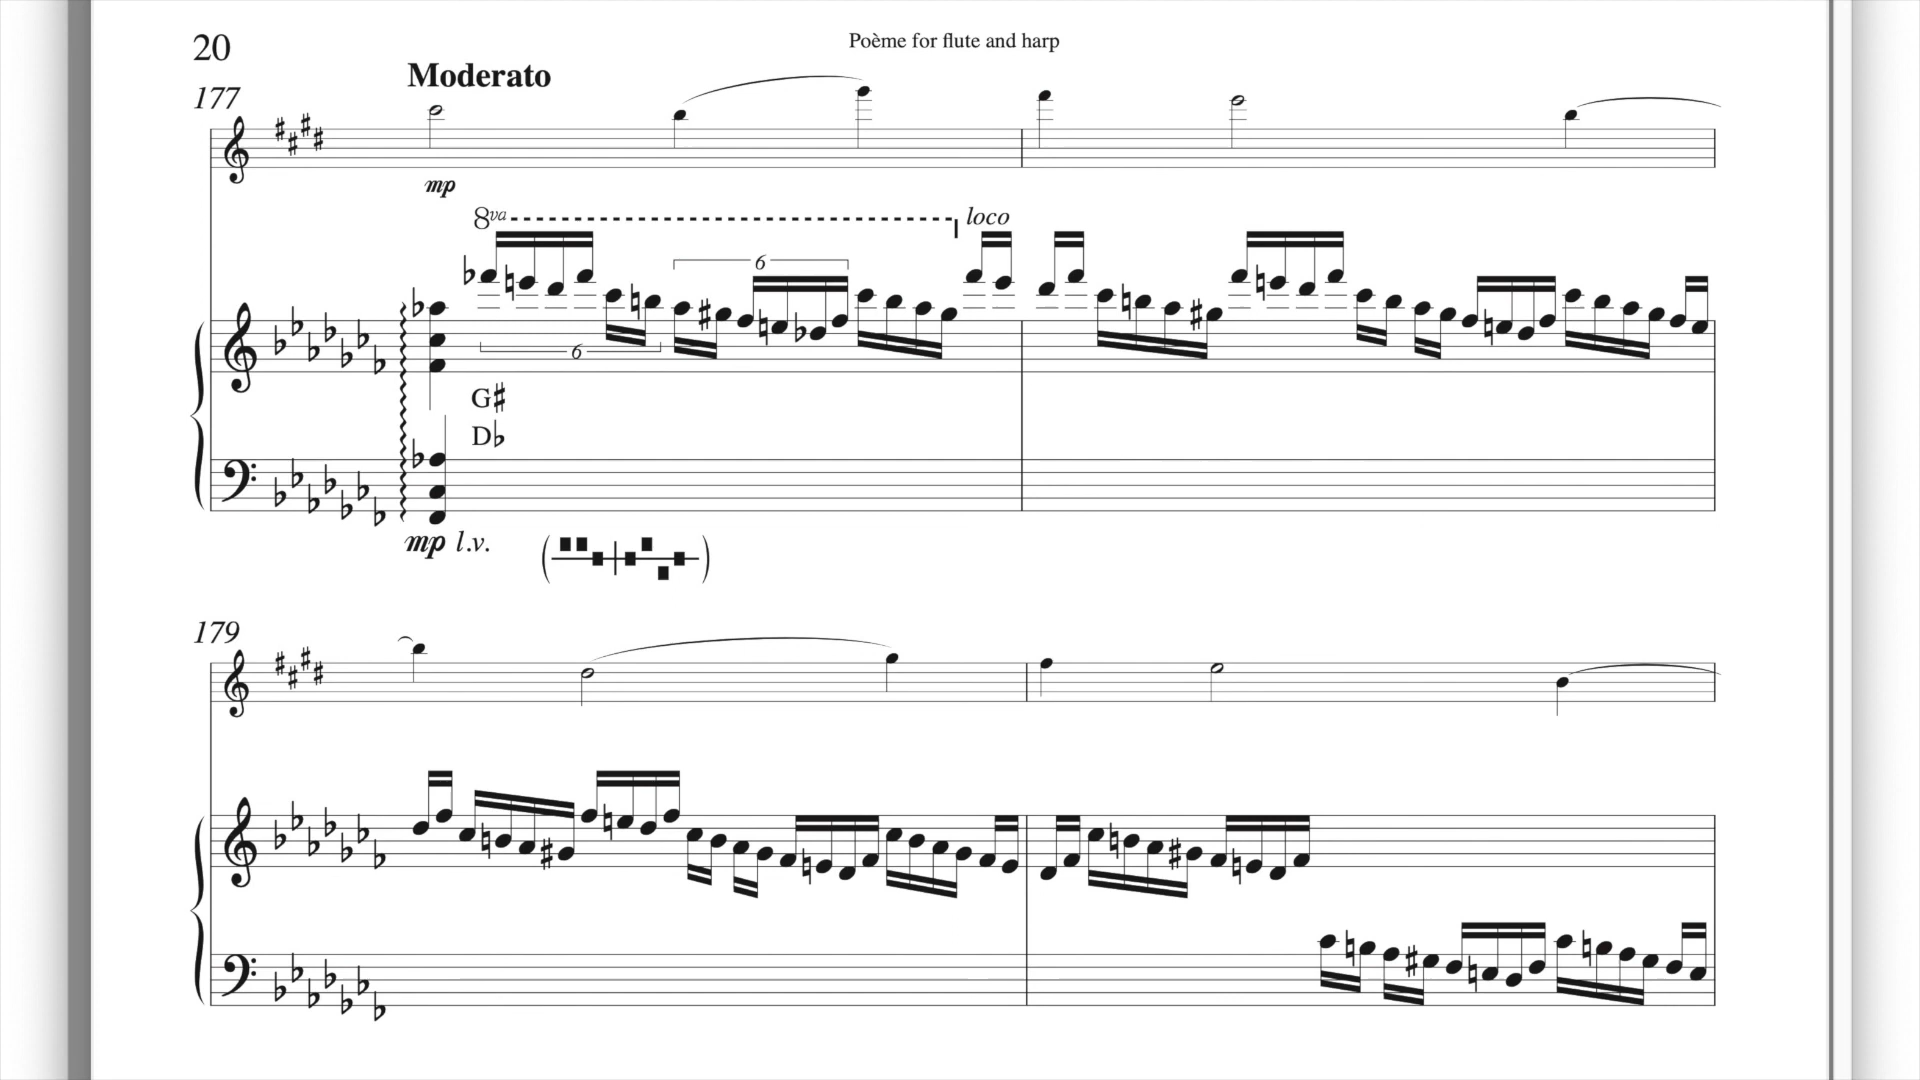 20
Poème for flute and harp
Moderato
177
mp
8va
loco
6
6
G♯
D♭
mp l.v.
179